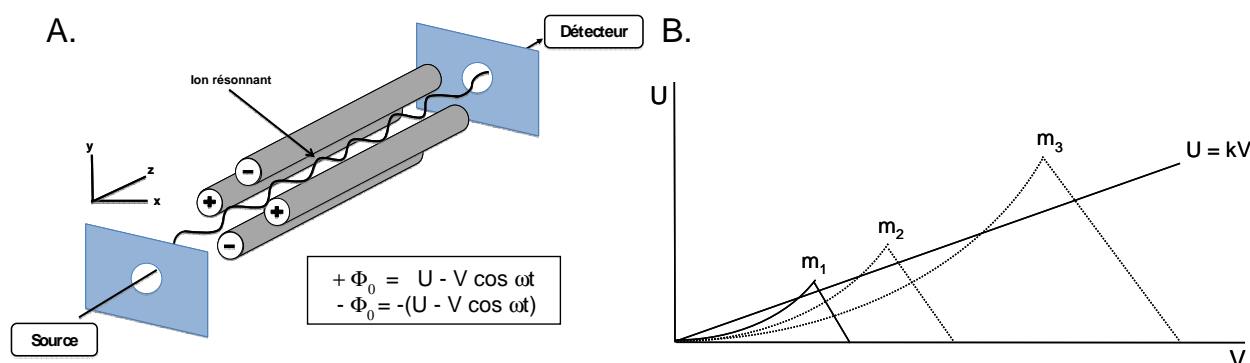 A.
Détecteur
Ion résonnant
y
z
x
-
+
+
-
+ Φ₀ = U - V cos ωt
- Φ₀ = -(U - V cos ωt)
Source
B.
U
m₃
U = kV
m₂
m₁
V